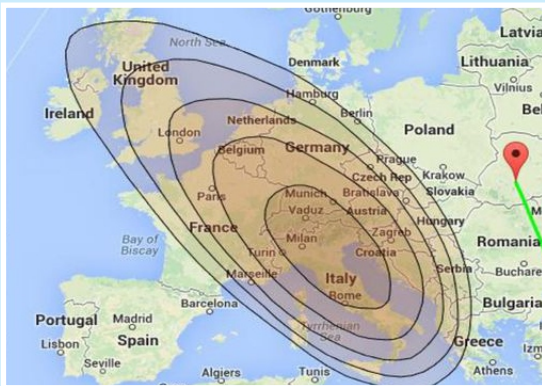 Gothenburg
Latvia
North Sea
Denmark
Lithuania
United
Kingdom
Vilnius
Ireland
Hamburg
Bel
Netherlands
Berlin
Poland
London
Belgium
Germany
Prague
Krakow
Czech Rep
Paris
Slovakia
Munich
Bratislava
Vaduz
Austria
Hungary
Bay of
Biscay
France
Milan
Zagreb
Romania
Turin
Croatia
Buchare
Marseille
Italy
Serbia
Rome
Bulgaria
Barcelona
Portugal
Madrid
Tyrrhenian
Sea
Spain
Greece
Lisbon
Izm
Seville
Algiers
Tunis
Athens